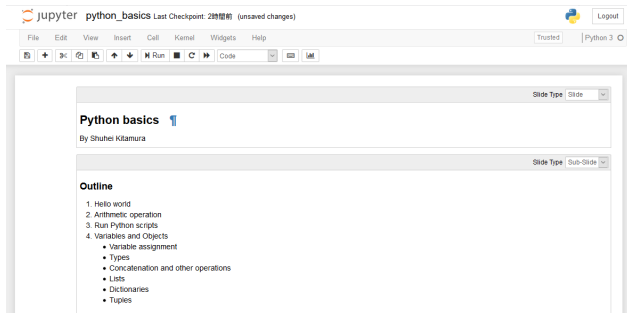 jupyter python_basics Last Checkpoint: 2時間前 (unsaved changes) Logout
File Edit View Insert Cell Kernel Widgets Help Trusted Python 3
Run Code
Slide Type Slide
Python basics ¶
By Shuhei Kitamura
Slide Type Sub-Slide
Outline
1. Hello world
2. Arithmetic operation
3. Run Python scripts
4. Variables and Objects
• Variable assignment
• Types
• Concatenation and other operations
• Lists
• Dictionaries
• Tuples